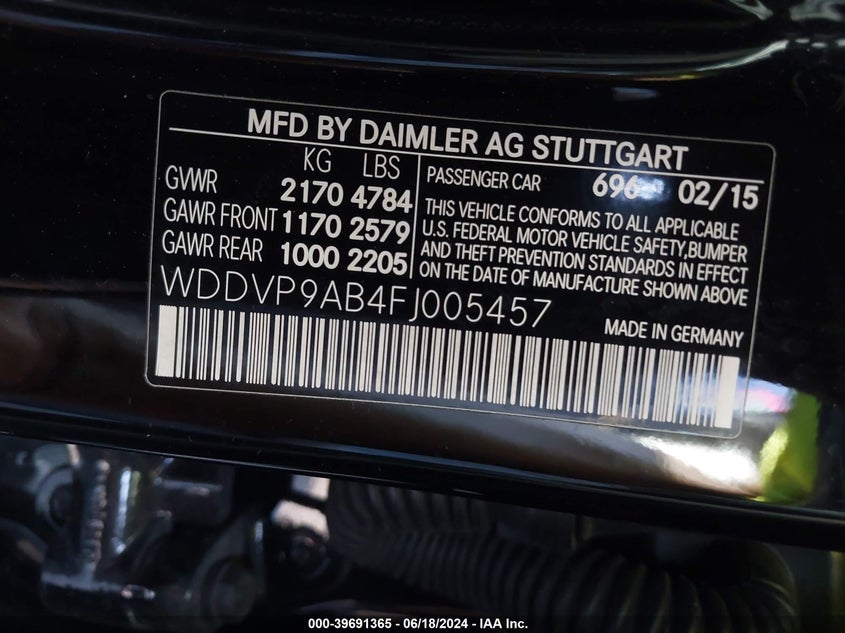 MFD BY DAIMLER AG STUTTGART
KG LBS
GVWR 2170 4784
GAWR FRONT 1170 2579
GAWR REAR 1000 2205
PASSENGER CAR 696 02/15
THIS VEHICLE CONFORMS TO ALL APPLICABLE
U.S. FEDERAL MOTOR VEHICLE SAFETY,BUMPER
AND THEFT PREVENTION STANDARDS IN EFFECT
ON THE DATE OF MANUFACTURE SHOWN ABOVE
WDDVP9AB4FJ005457
MADE IN GERMANY
000-39691365 - 06/18/2024 - IAA Inc.